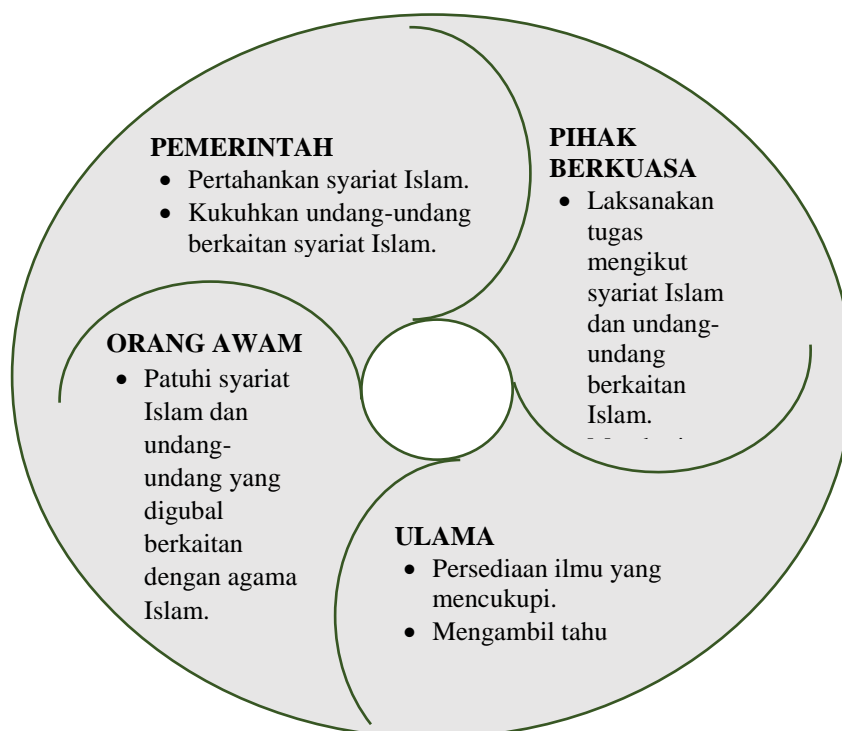 PEMERINTAH
• Pertahankan syariat Islam.
• Kukuhkan undang-undang
berkaitan syariat Islam.
PIHAK
BERKUASA
• Laksanakan
tugas
mengikut
syariat Islam
dan undang-
undang
berkaitan
Islam.
ORANG AWAM
• Patuhi syariat
Islam dan
undang-
undang yang
digubal
berkaitan
dengan agama
Islam.
ULAMA
• Persediaan ilmu yang
mencukupi.
• Mengambil tahu